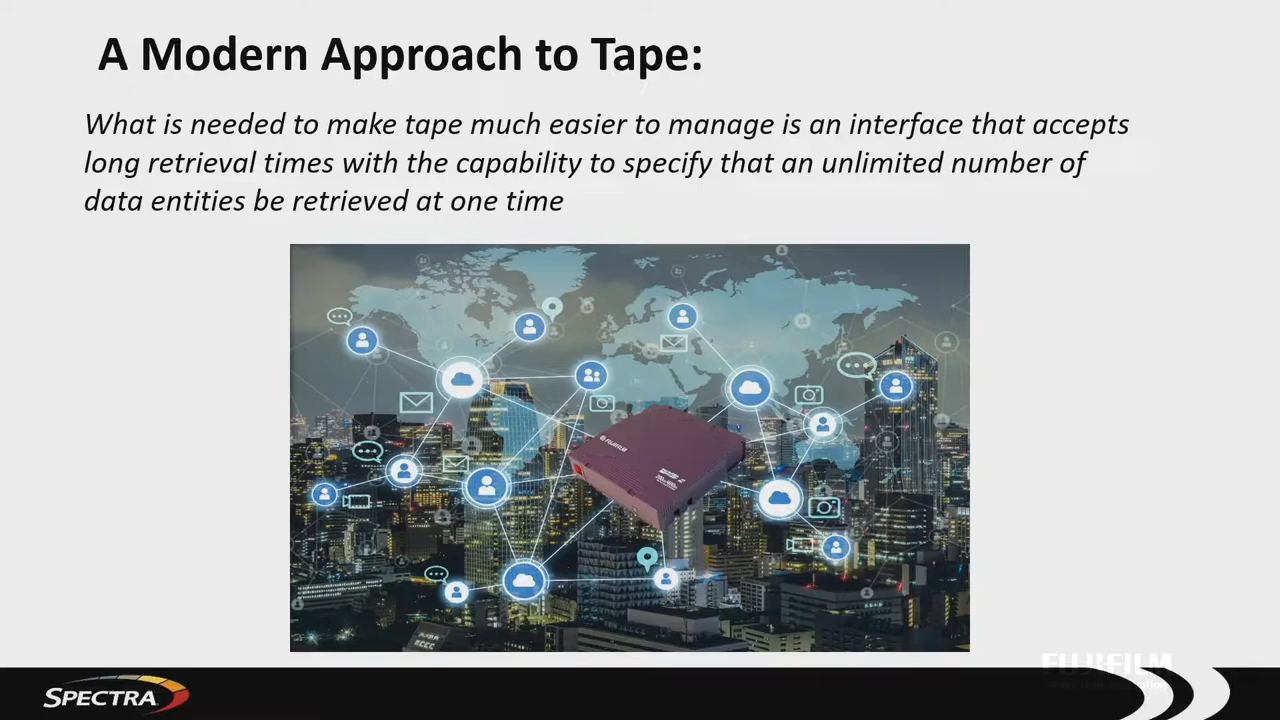 A Modern Approach to Tape:
What is needed to make tape much easier to manage is an interface that accepts
long retrieval times with the capability to specify that an unlimited number of
data entities be retrieved at one time
FUJIFILM
FUJIFILM
SPECTRA